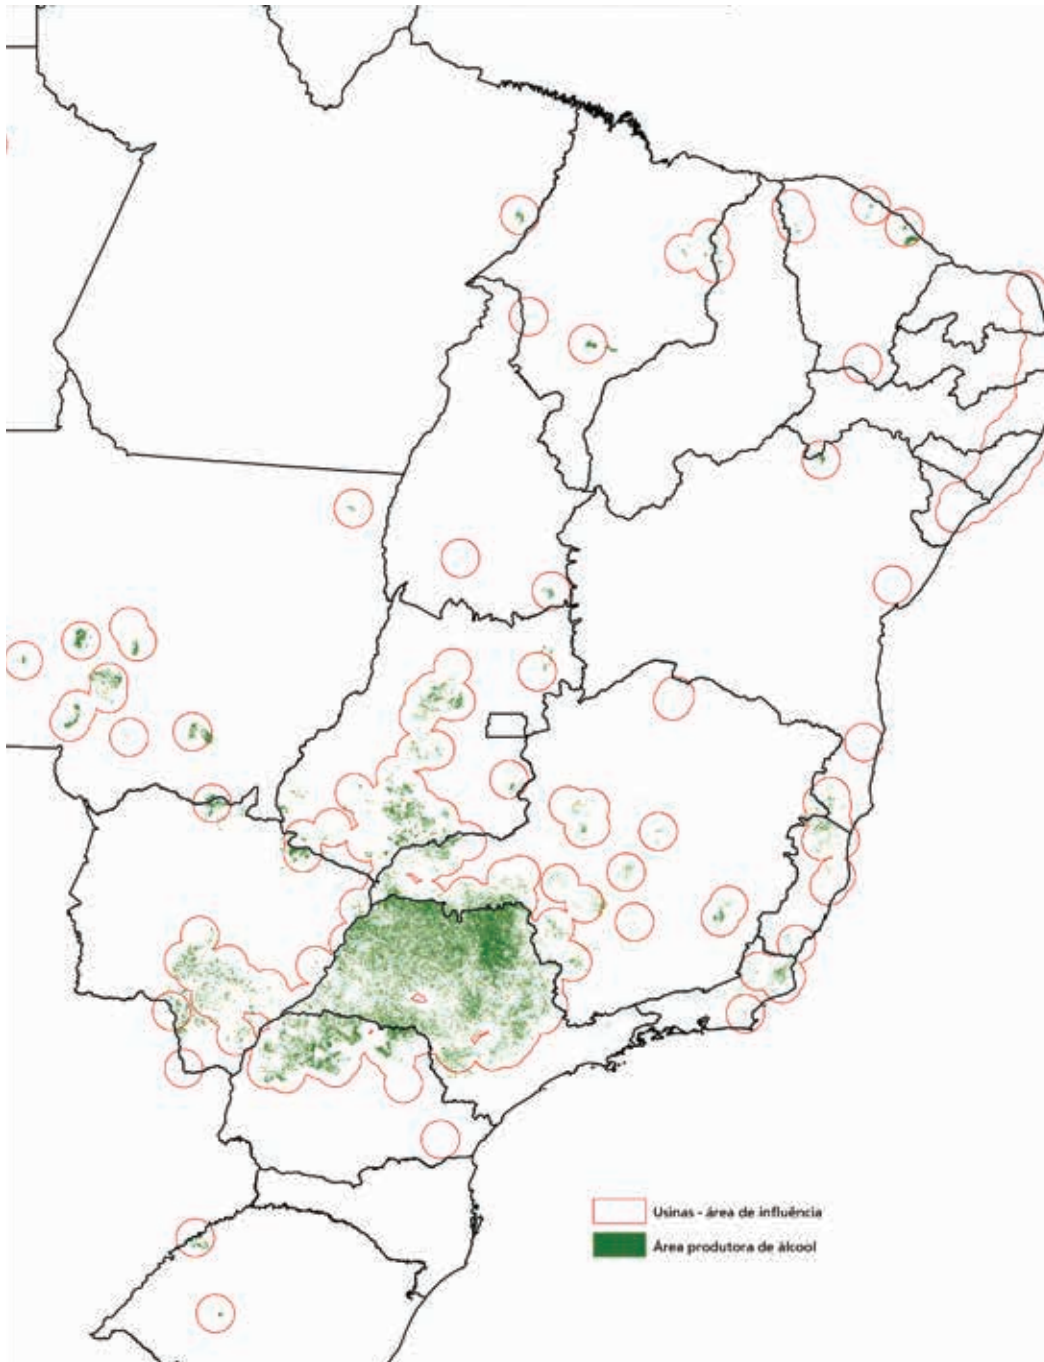 Usinas - área de influência
Área produtora de álcool